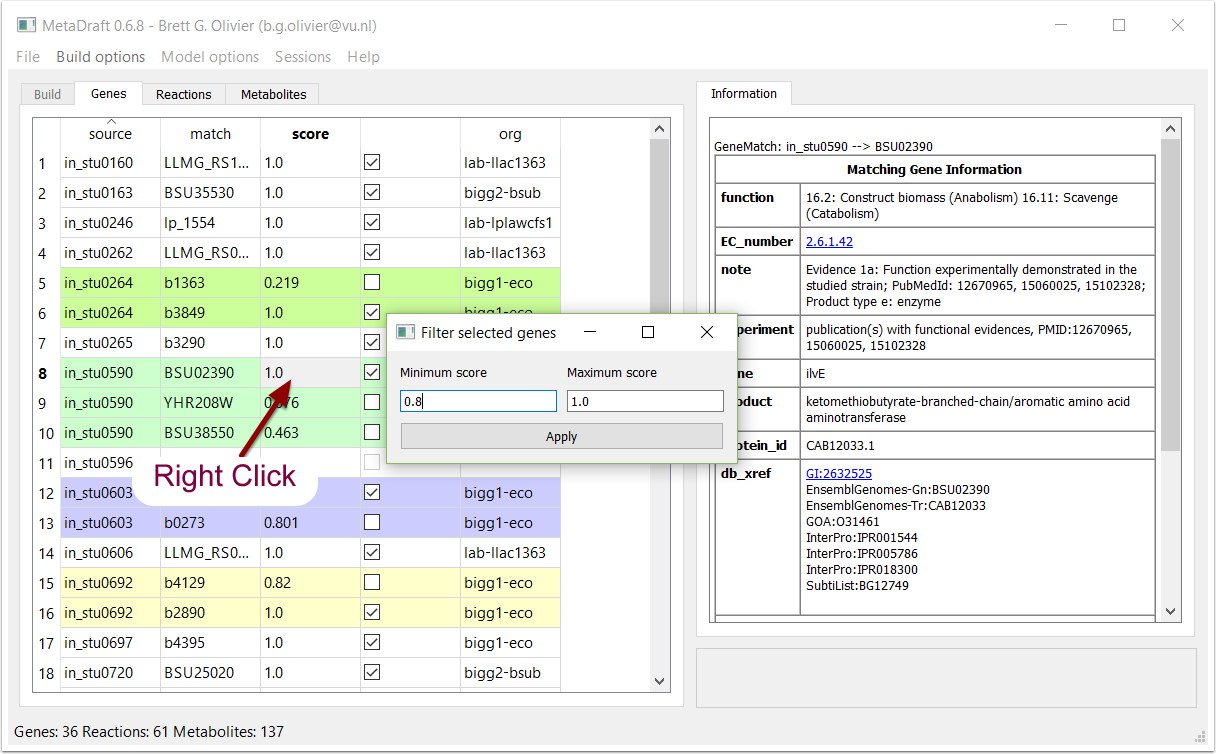 MetaDraft 0.6.8 - Brett G. Olivier (b.g.olivier@vu.nl)
File Build options Model options Sessions Help
Build Genes Reactions Metabolites
source match score org
1 in_stu0160 LLMG_RS1... 1.0 lab-llac1363
2 in_stu0163 BSU35530 1.0 bigg2-bsub
3 in_stu0246 lp_1554 1.0 lab-lplawcfs1
4 in_stu0262 LLMG_RS0... 1.0 lab-llac1363
5 in_stu0264 b1363 0.219 bigg1-eco
6 in_stu0264 b3849 1.0 bigg1-eco
7 in_stu0265 b3290 1.0
8 in_stu0590 BSU02390 1.0
9 in_stu0590 YHR208W
10 in_stu0590 BSU38550 0.463
11 in_stu0596
12 in_stu0603 bigg1-eco
13 in_stu0603 b0273 0.801 bigg1-eco
14 in_stu0606 LLMG_RS0... 1.0 lab-llac1363
15 in_stu0692 b4129 0.82 bigg1-eco
16 in_stu0692 b2890 1.0 bigg1-eco
17 in_stu0697 b4395 1.0 bigg1-eco
18 in_stu0720 BSU25020 1.0 bigg2-bsub
Right Click
Filter selected genes
Minimum score Maximum score
0.8 1.0
Apply
Information
GeneMatch: in_stu0590 --> BSU02390
Matching Gene Information
function 16.2: Construct biomass (Anabolism) 16.11: Scavenge
(Catabolism)
EC_number 2.6.1.42
note Evidence 1a: Function experimentally demonstrated in the
studied strain; PubMedId: 12670965, 15060025, 15102328;
Product type e: enzyme
periment publication(s) with functional evidences, PMID:12670965,
15060025, 15102328
ne ilvE
oduct ketomethiobutyrate-branched-chain/aromatic amino acid
aminotransferase
otein_id CAB12033.1
db_xref GI:2632525
EnsemblGenomes-Gn:BSU02390
EnsemblGenomes-Tr:CAB12033
GOA:O31461
InterPro:IPR001544
InterPro:IPR005786
InterPro:IPR018300
SubtiList:BG12749
Genes: 36 Reactions: 61 Metabolites: 137